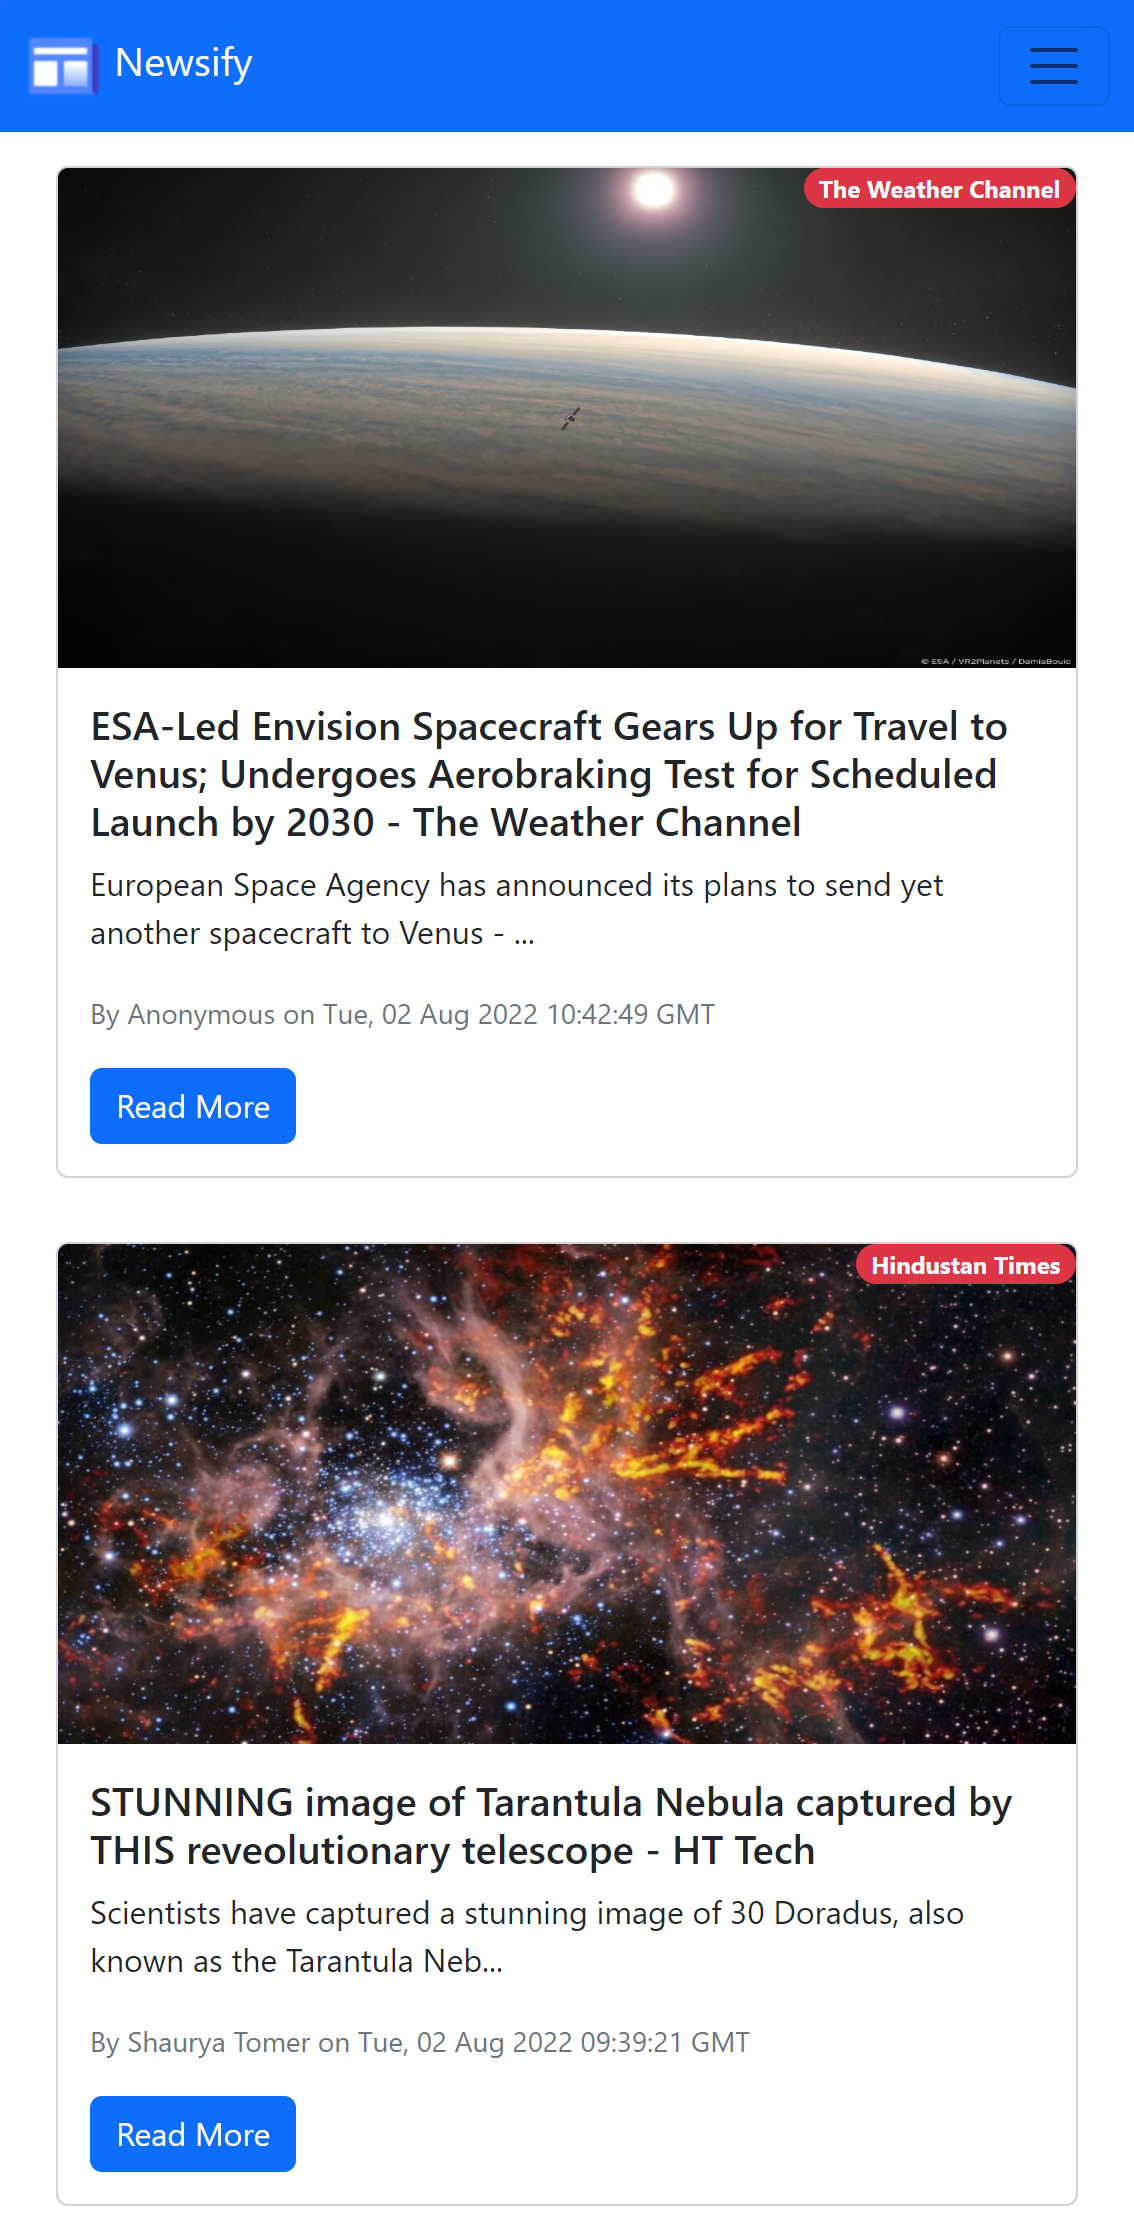 Newsify
The Weather Channel
© ESA / VR2Planets / DamiaBouic
ESA-Led Envision Spacecraft Gears Up for Travel to
Venus; Undergoes Aerobraking Test for Scheduled
Launch by 2030 - The Weather Channel
European Space Agency has announced its plans to send yet
another spacecraft to Venus - ...
By Anonymous on Tue, 02 Aug 2022 10:42:49 GMT
Read More
Hindustan Times
STUNNING image of Tarantula Nebula captured by
THIS reveolutionary telescope - HT Tech
Scientists have captured a stunning image of 30 Doradus, also
known as the Tarantula Neb...
By Shaurya Tomer on Tue, 02 Aug 2022 09:39:21 GMT
Read More